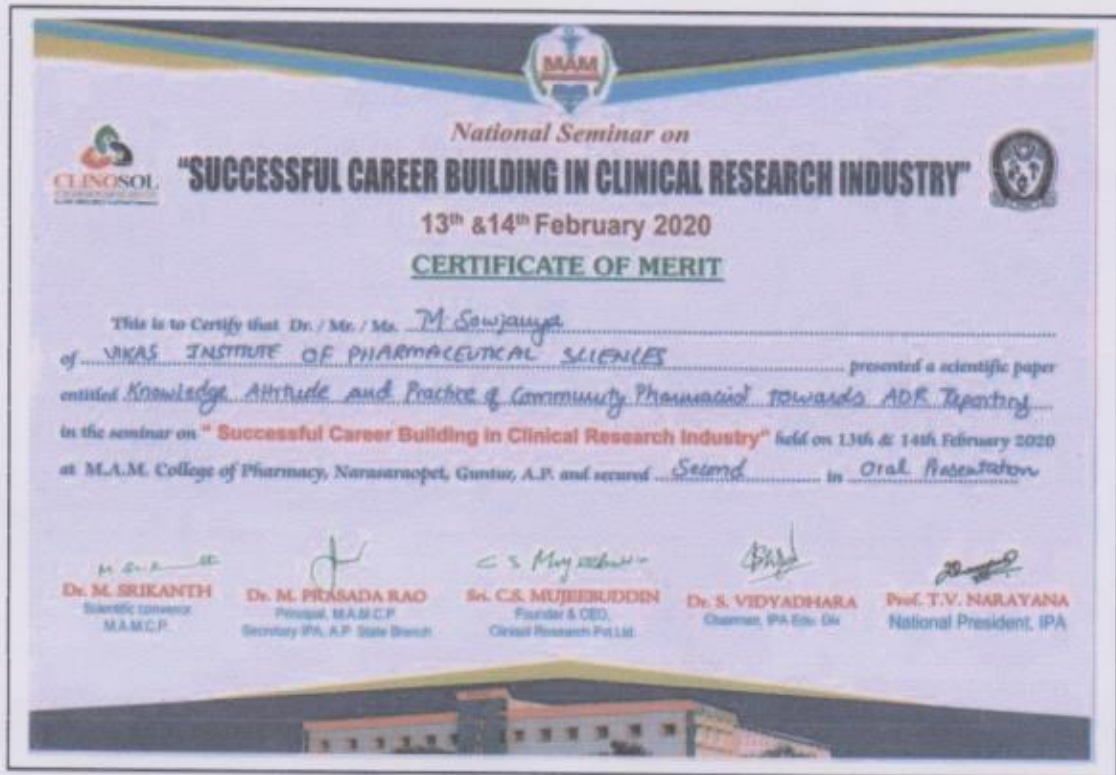 MAM
National Seminar on
CLINOSOL
"SUCCESSFUL CAREER BUILDING IN CLINICAL RESEARCH INDUSTRY"
13th &14th February 2020
CERTIFICATE OF MERIT
This is to Certify that Dr. / Mr. / Ms. M Sowjanya
of VIKAS INSTITUTE OF PHARMACEUTICAL SCIENCES presented a scientific paper
entitled Knowledge Attitude and Practice of Community Pharmacist Towards ADR Reporting
in the seminar on " Successful Career Building in Clinical Research Industry" held on 13th & 14th February 2020
at M.A.M. College of Pharmacy, Narasaraopet, Guntur, A.P. and secured Second in Oral Presentation
Dr. M. SRIKANTH
Scientific convenor
M.A.M.C.P.
Dr. M. PRASADA RAO
Principal, M.A.M.C.P.
Secretary IPA, A.P. State Branch
C S Mujeebuddin
Sri. C.S. MUJEEBUDDIN
Founder & CEO,
Clinosol Research Pvt.Ltd.
Dr. S. VIDYADHARA
Chairman, IPA Edu. Div
Prof. T.V. NARAYANA
National President, IPA